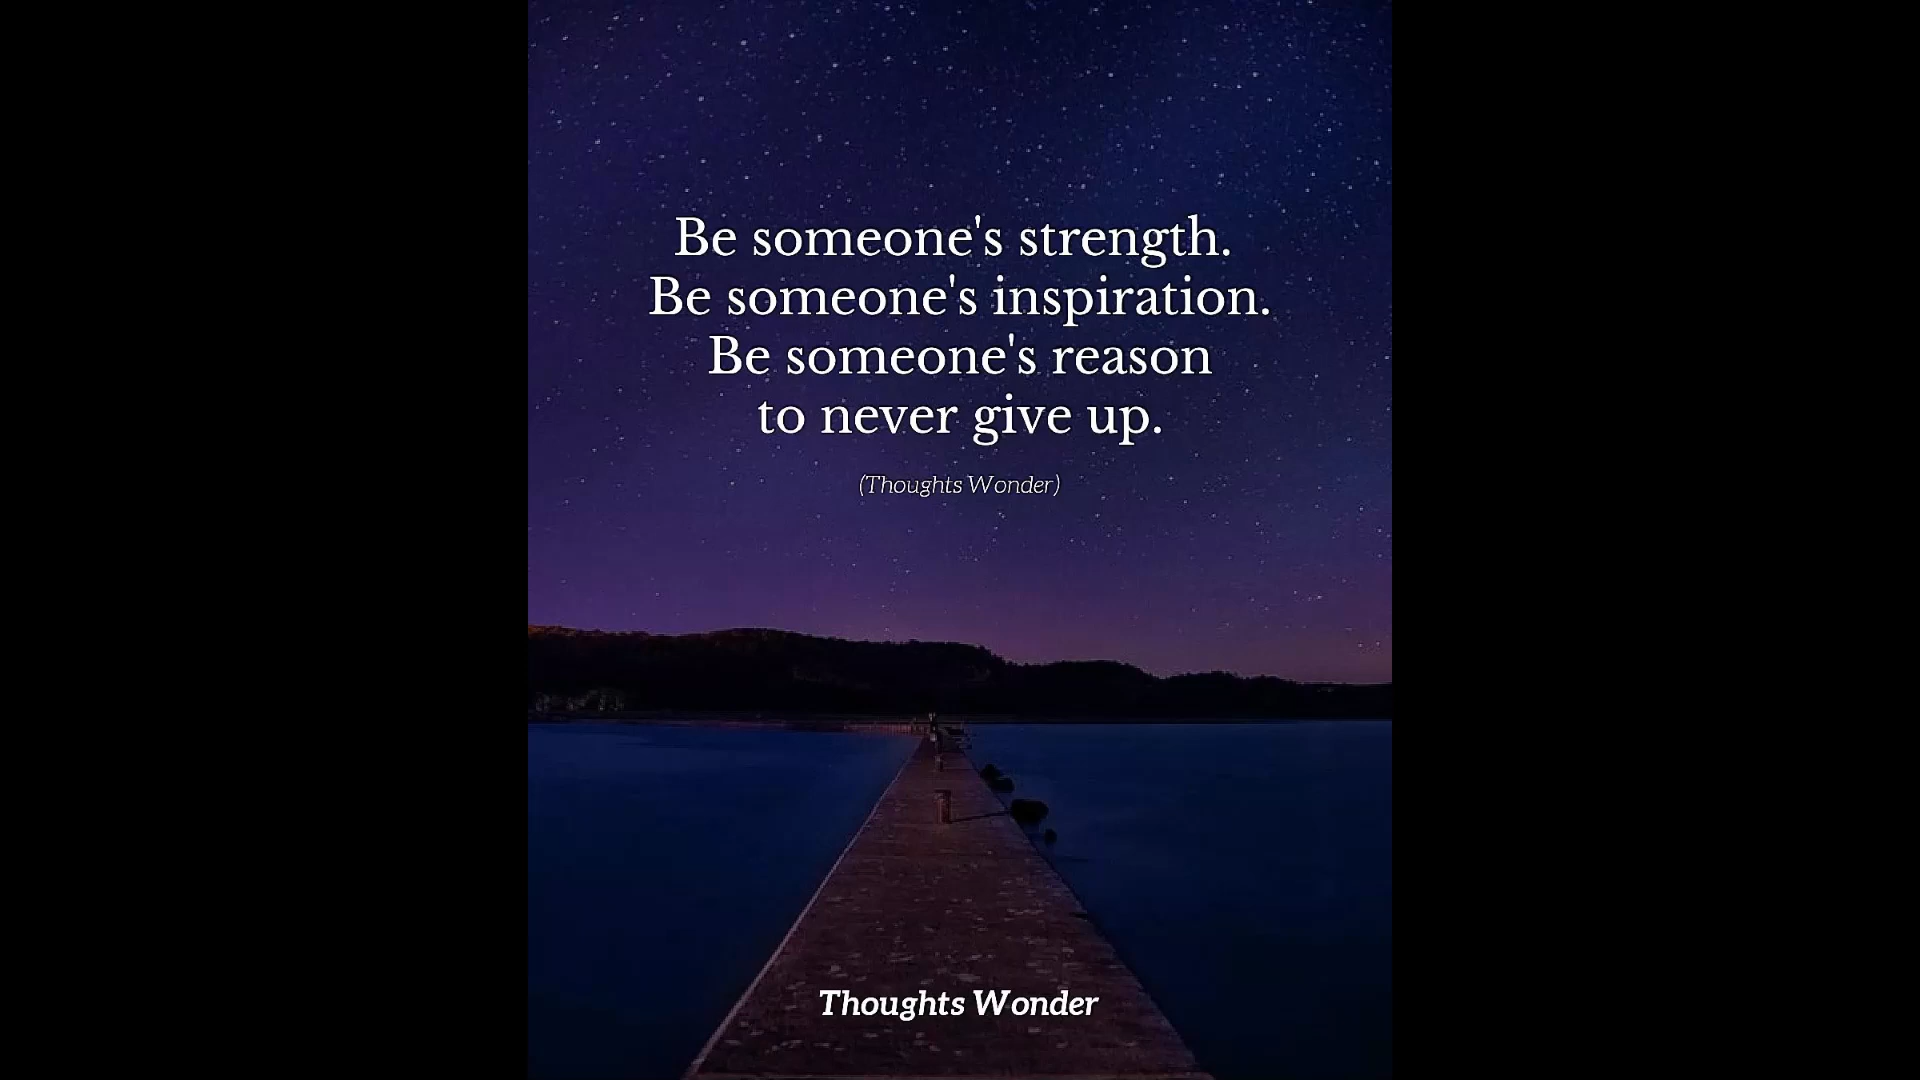 Be someone's strength.
Be someone's inspiration.
Be someone's reason
to never give up.
(Thoughts Wonder)
Thoughts Wonder